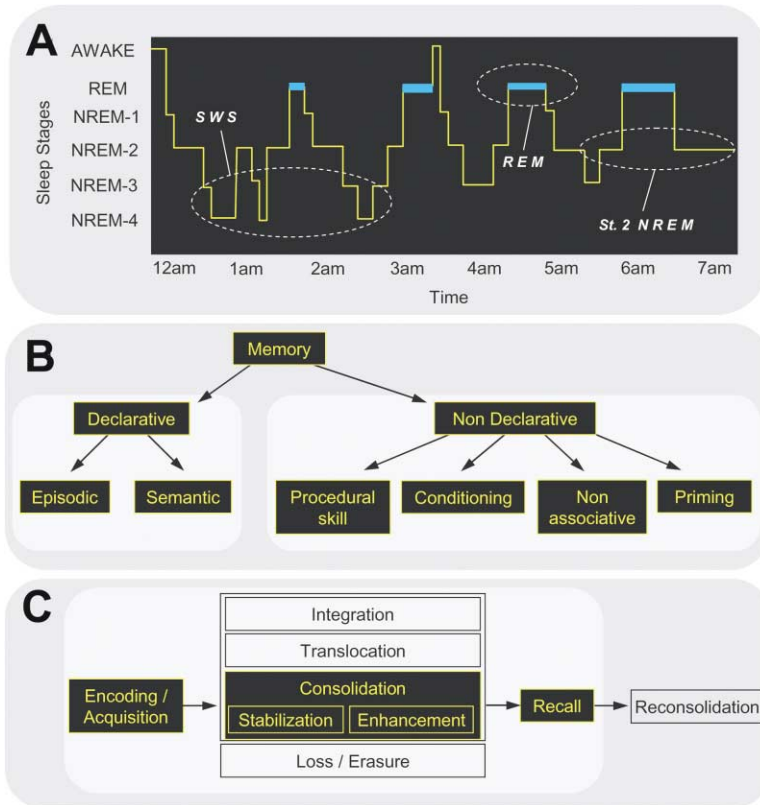 A
Sleep Stages
AWAKE
REM
NREM-1
NREM-2
NREM-3
NREM-4
SWS
REM
St. 2 NREM
12am 1am 2am 3am 4am 5am 6am 7am
Time
B
Memory
Declarative
Non Declarative
Episodic
Semantic
Procedural
skill
Conditioning
Non
associative
Priming
C
Encoding /
Acquisition
Integration
Translocation
Consolidation
Stabilization
Enhancement
Loss / Erasure
Recall
Reconsolidation